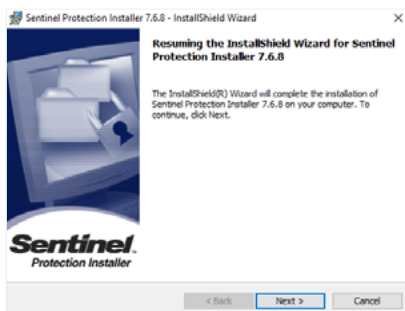 Sentinel Protection Installer 7.6.8 - InstallShield Wizard
Resuming the InstallShield Wizard for Sentinel
Protection Installer 7.6.8
The InstallShield(R) Wizard will complete the installation of
Sentinel Protection Installer 7.6.8 on your computer. To
continue, click Next.
Sentinel.
Protection Installer
< Back
Next >
Cancel